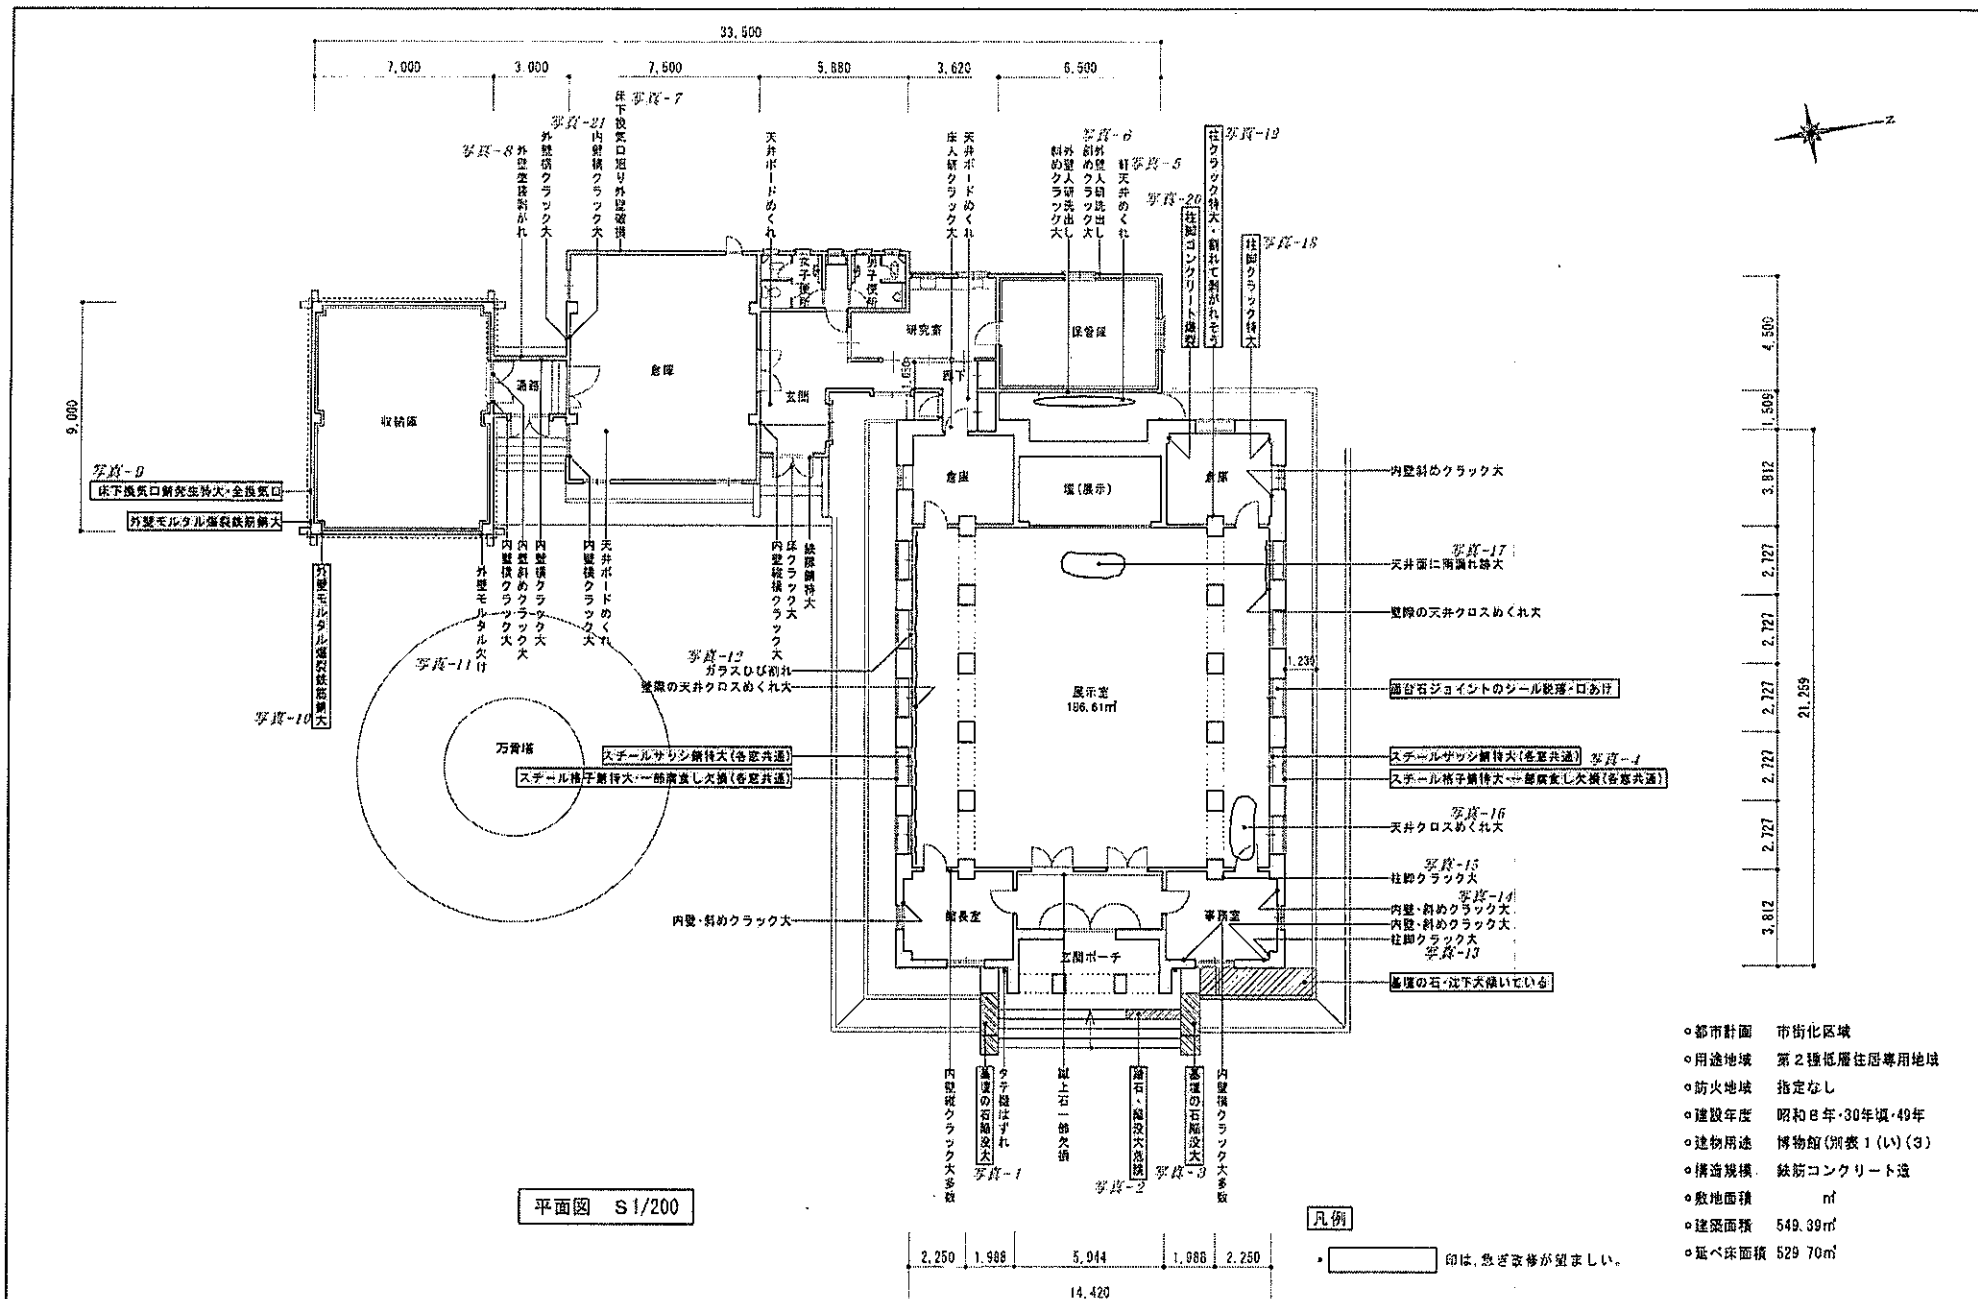 33,500
7,000
3.000
7,500
5,880
3,620
6,500
写真-7
写真-21
写真-8
写真-6
写真-5
写真-19
写真-20
写真-18
外壁塗装剥がれ
外壁横クラック大
内壁横クラック大
床下換気口廻り外壁破損
天井ボードめくれ
床人研クラック大
天井ボードめくれ
外壁人研洗出し
斜めクラック大
外壁人研洗出し
斜めクラック大
軒天井めくれ
柱脚コンクリート爆裂
柱クラック特大・割れて剥がれそう
柱脚クラック特大
Z
女子便所
男子便所
研究室
保管庫
倉庫
通路
収納庫
玄関
廊下
1,050
9,000
4,500
1,509
3,812
2,727
2,727
2,727
2,727
2,727
3,812
21,259
1,230
写真-9
床下換気口錆発生特大・全換気口
外壁モルタル爆裂鉄筋錆大
外壁モルタル爆裂鉄筋錆大
写真-10
外壁モルタル欠け
写真-11
内壁横クラック大
内壁斜めクラック大
内壁横クラック大
内壁横クラック大
天井ボードめくれ
内壁縦横クラック大
床クラック大
鉄扉錆特大
倉庫
壇(展示)
倉庫
内壁斜めクラック大
写真-17
天井面に雨漏れ跡大
壁際の天井クロスめくれ大
写真-12
ガラスひび割れ
壁際の天井クロスめくれ大
展示室
186.61㎡
窓台石ジョイントのシール脱落・口あけ
万骨塔
スチールサッシ錆特大(各窓共通)
スチール格子錆特大・一部腐食し欠損(各窓共通)
スチールサッシ錆特大(各窓共通)
写真-4
スチール格子錆特大・一部腐食し欠損(各窓共通)
写真-16
天井クロスめくれ大
写真-15
柱脚クラック大
写真-14
内壁・斜めクラック大
内壁・斜めクラック大
柱脚クラック大
写真-13
内壁・斜めクラック大
館長室
事務室
玄関ポーチ
基壇の石・沈下大傾いている
内壁縦クラック大多数
基壇の石陥没大
タテ樋はずれ
写真-1
蹴上石一部欠損
踏石・陥没大危険
写真-2
基壇の石陥没大
写真-3
内壁横クラック大多数
平面図 S1/200
2,250
1,988
5,944
1,988
2,250
14,420
凡例
印は、急ぎ改修が望ましい。
都市計画 市街化区域
用途地域 第2種低層住居専用地域
防火地域 指定なし
建設年度 昭和8年・30年頃・49年
建物用途 博物館(別表1(い)(3)
構造規模 鉄筋コンクリート造
敷地面積 ㎡
建築面積 549.39㎡
延べ床面積 529.70㎡